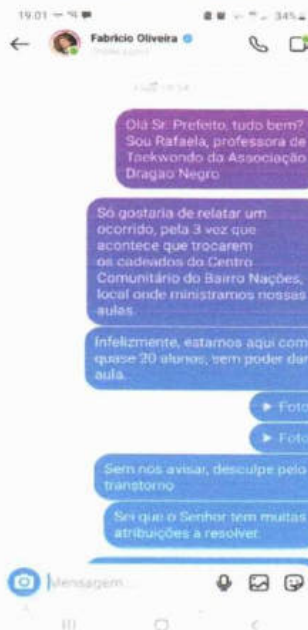 19:01
34%
Fabrício Oliveira
Olá Sr. Prefeito, tudo bem?
Sou Rafaela, professora de
Taekwondo da Associação
Dragao Negro
Só gostaria de relatar um
ocorrido, pela 3 vez que
acontece que trocarem
os cadeados do Centro
Comunitário do Bairro Nações,
local onde ministramos nossas
aulas.
Infelizmente, estamos aqui com
quase 20 alunos, sem poder dar
aula.
Foto
Foto
Sem nos avisar, desculpe pelo
transtorno
Sei que o Senhor tem muitas
atribuições a resolver.
Mensagem...